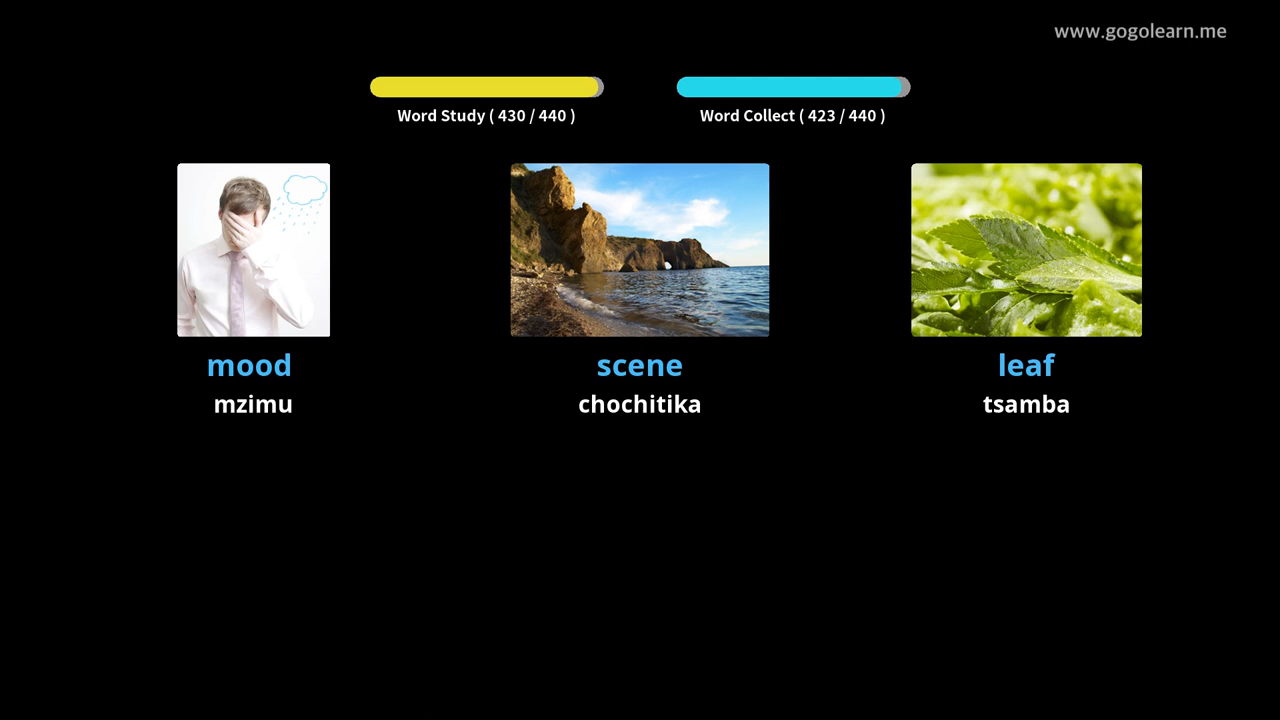 www.gogolearn.me
Word Study ( 430 / 440 )
Word Collect ( 423 / 440 )
mood
scene
leaf
mzimu
chochitika
tsamba